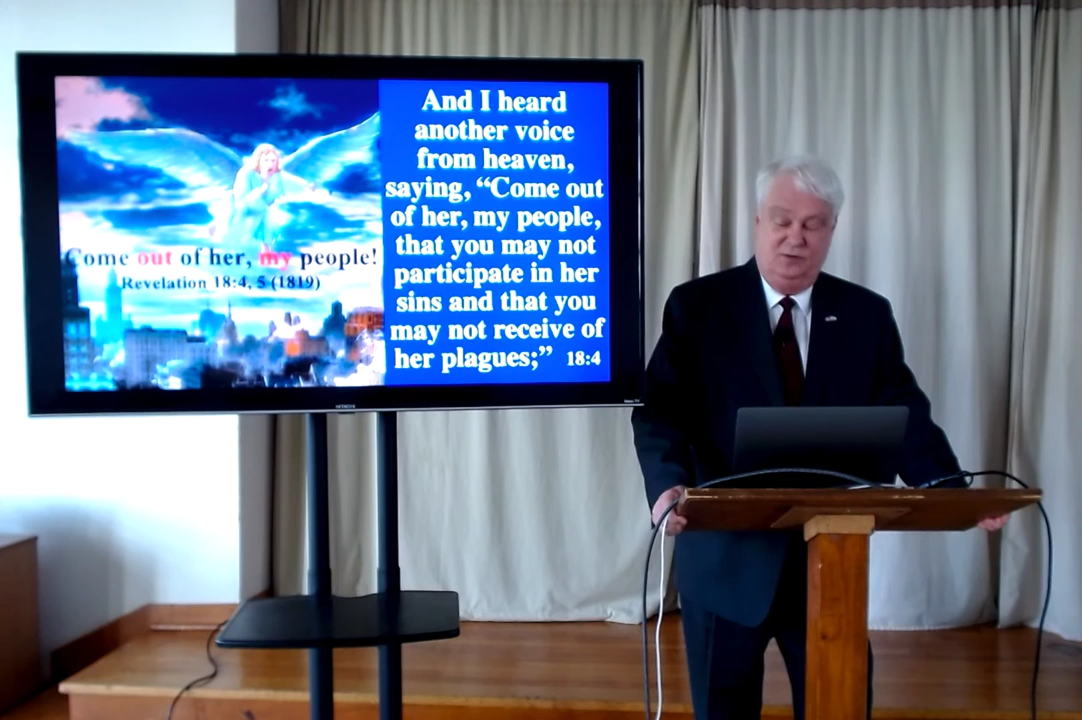 Come out of her, my people!
Revelation 18:4, 5 (1819)
And I heard
another voice
from heaven,
saying, “Come out
of her, my people,
that you may not
participate in her
sins and that you
may not receive of
her plagues;” 18:4
HITACHI